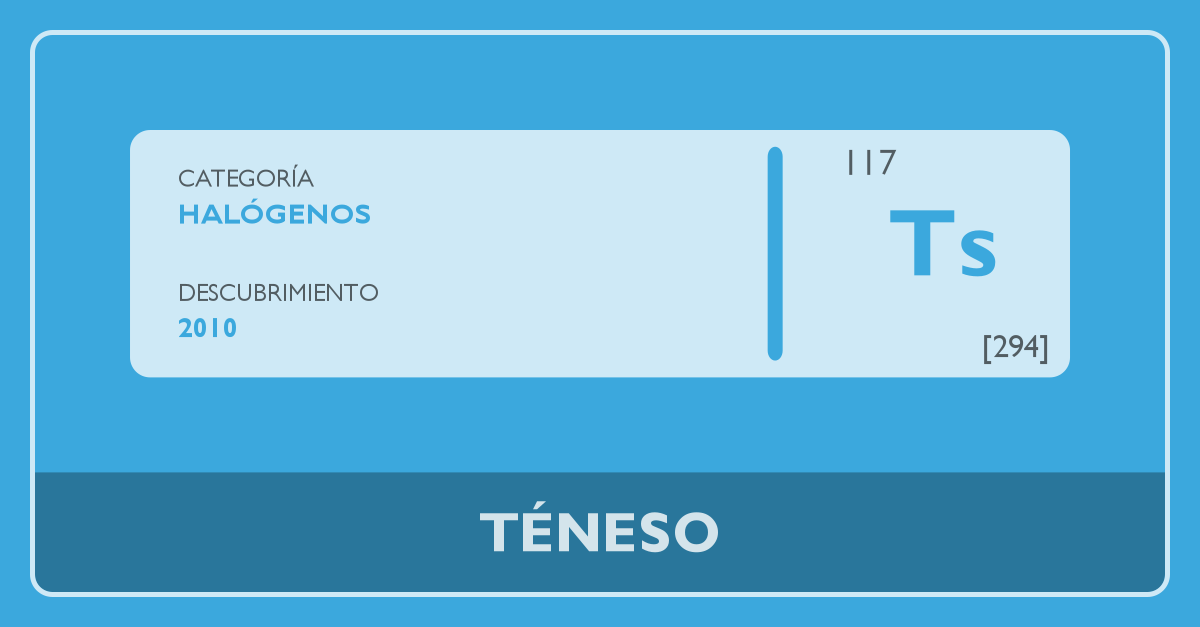 CATEGORÍA
HALÓGENOS
DESCUBRIMIENTO
2010
117
Ts
[294]
TÉNESO